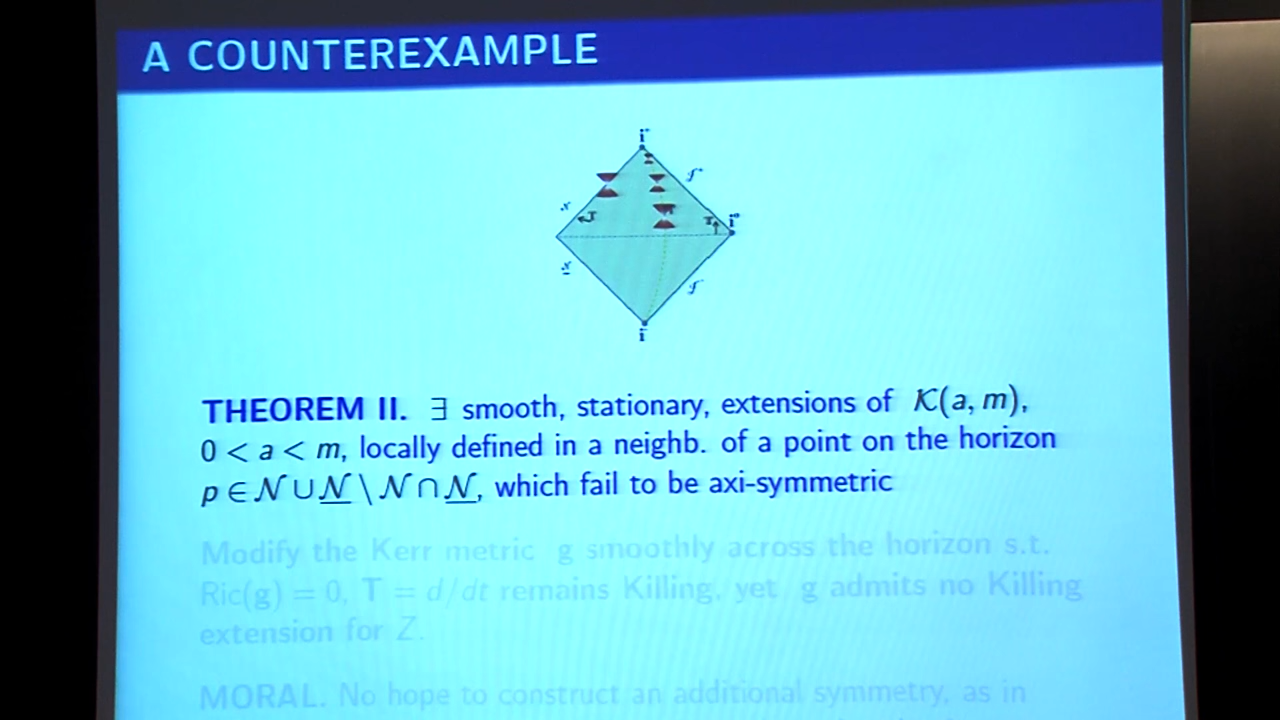 A COUNTEREXAMPLE
i⁺
𝒩
T
T
i⁰
𝒩̲
i⁻
THEOREM II. ∃ smooth, stationary, extensions of 𝒦(a, m),
0 < a < m, locally defined in a neighb. of a point on the horizon
p ∈ 𝒩 ∪ 𝒩̲ \ 𝒩 ∩ 𝒩̲, which fail to be axi-symmetric
Modify the Kerr metric g smoothly across the horizon s.t.
Ric(g) = 0, T = d/dt remains Killing, yet g admits no Killing
extension for Z.
MORAL. No hope to construct an additional symmetry, as in